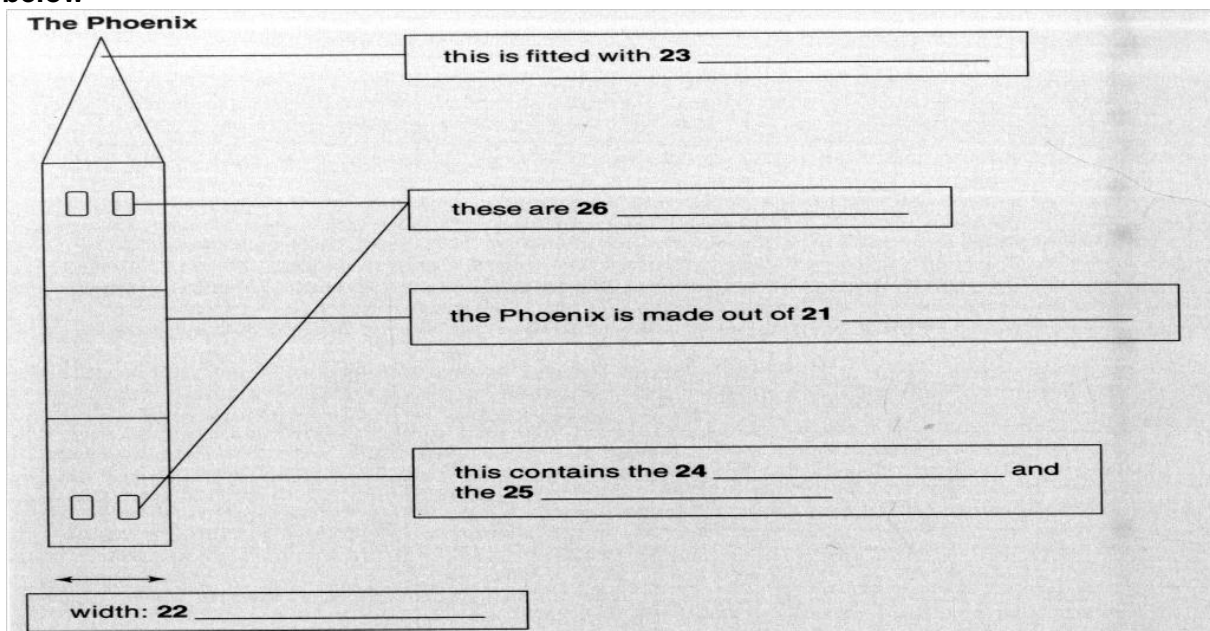 below
The Phoenix
this is fitted with 23
these are 26
the Phoenix is made out of 21
this contains the 24 and
the 25
width: 22